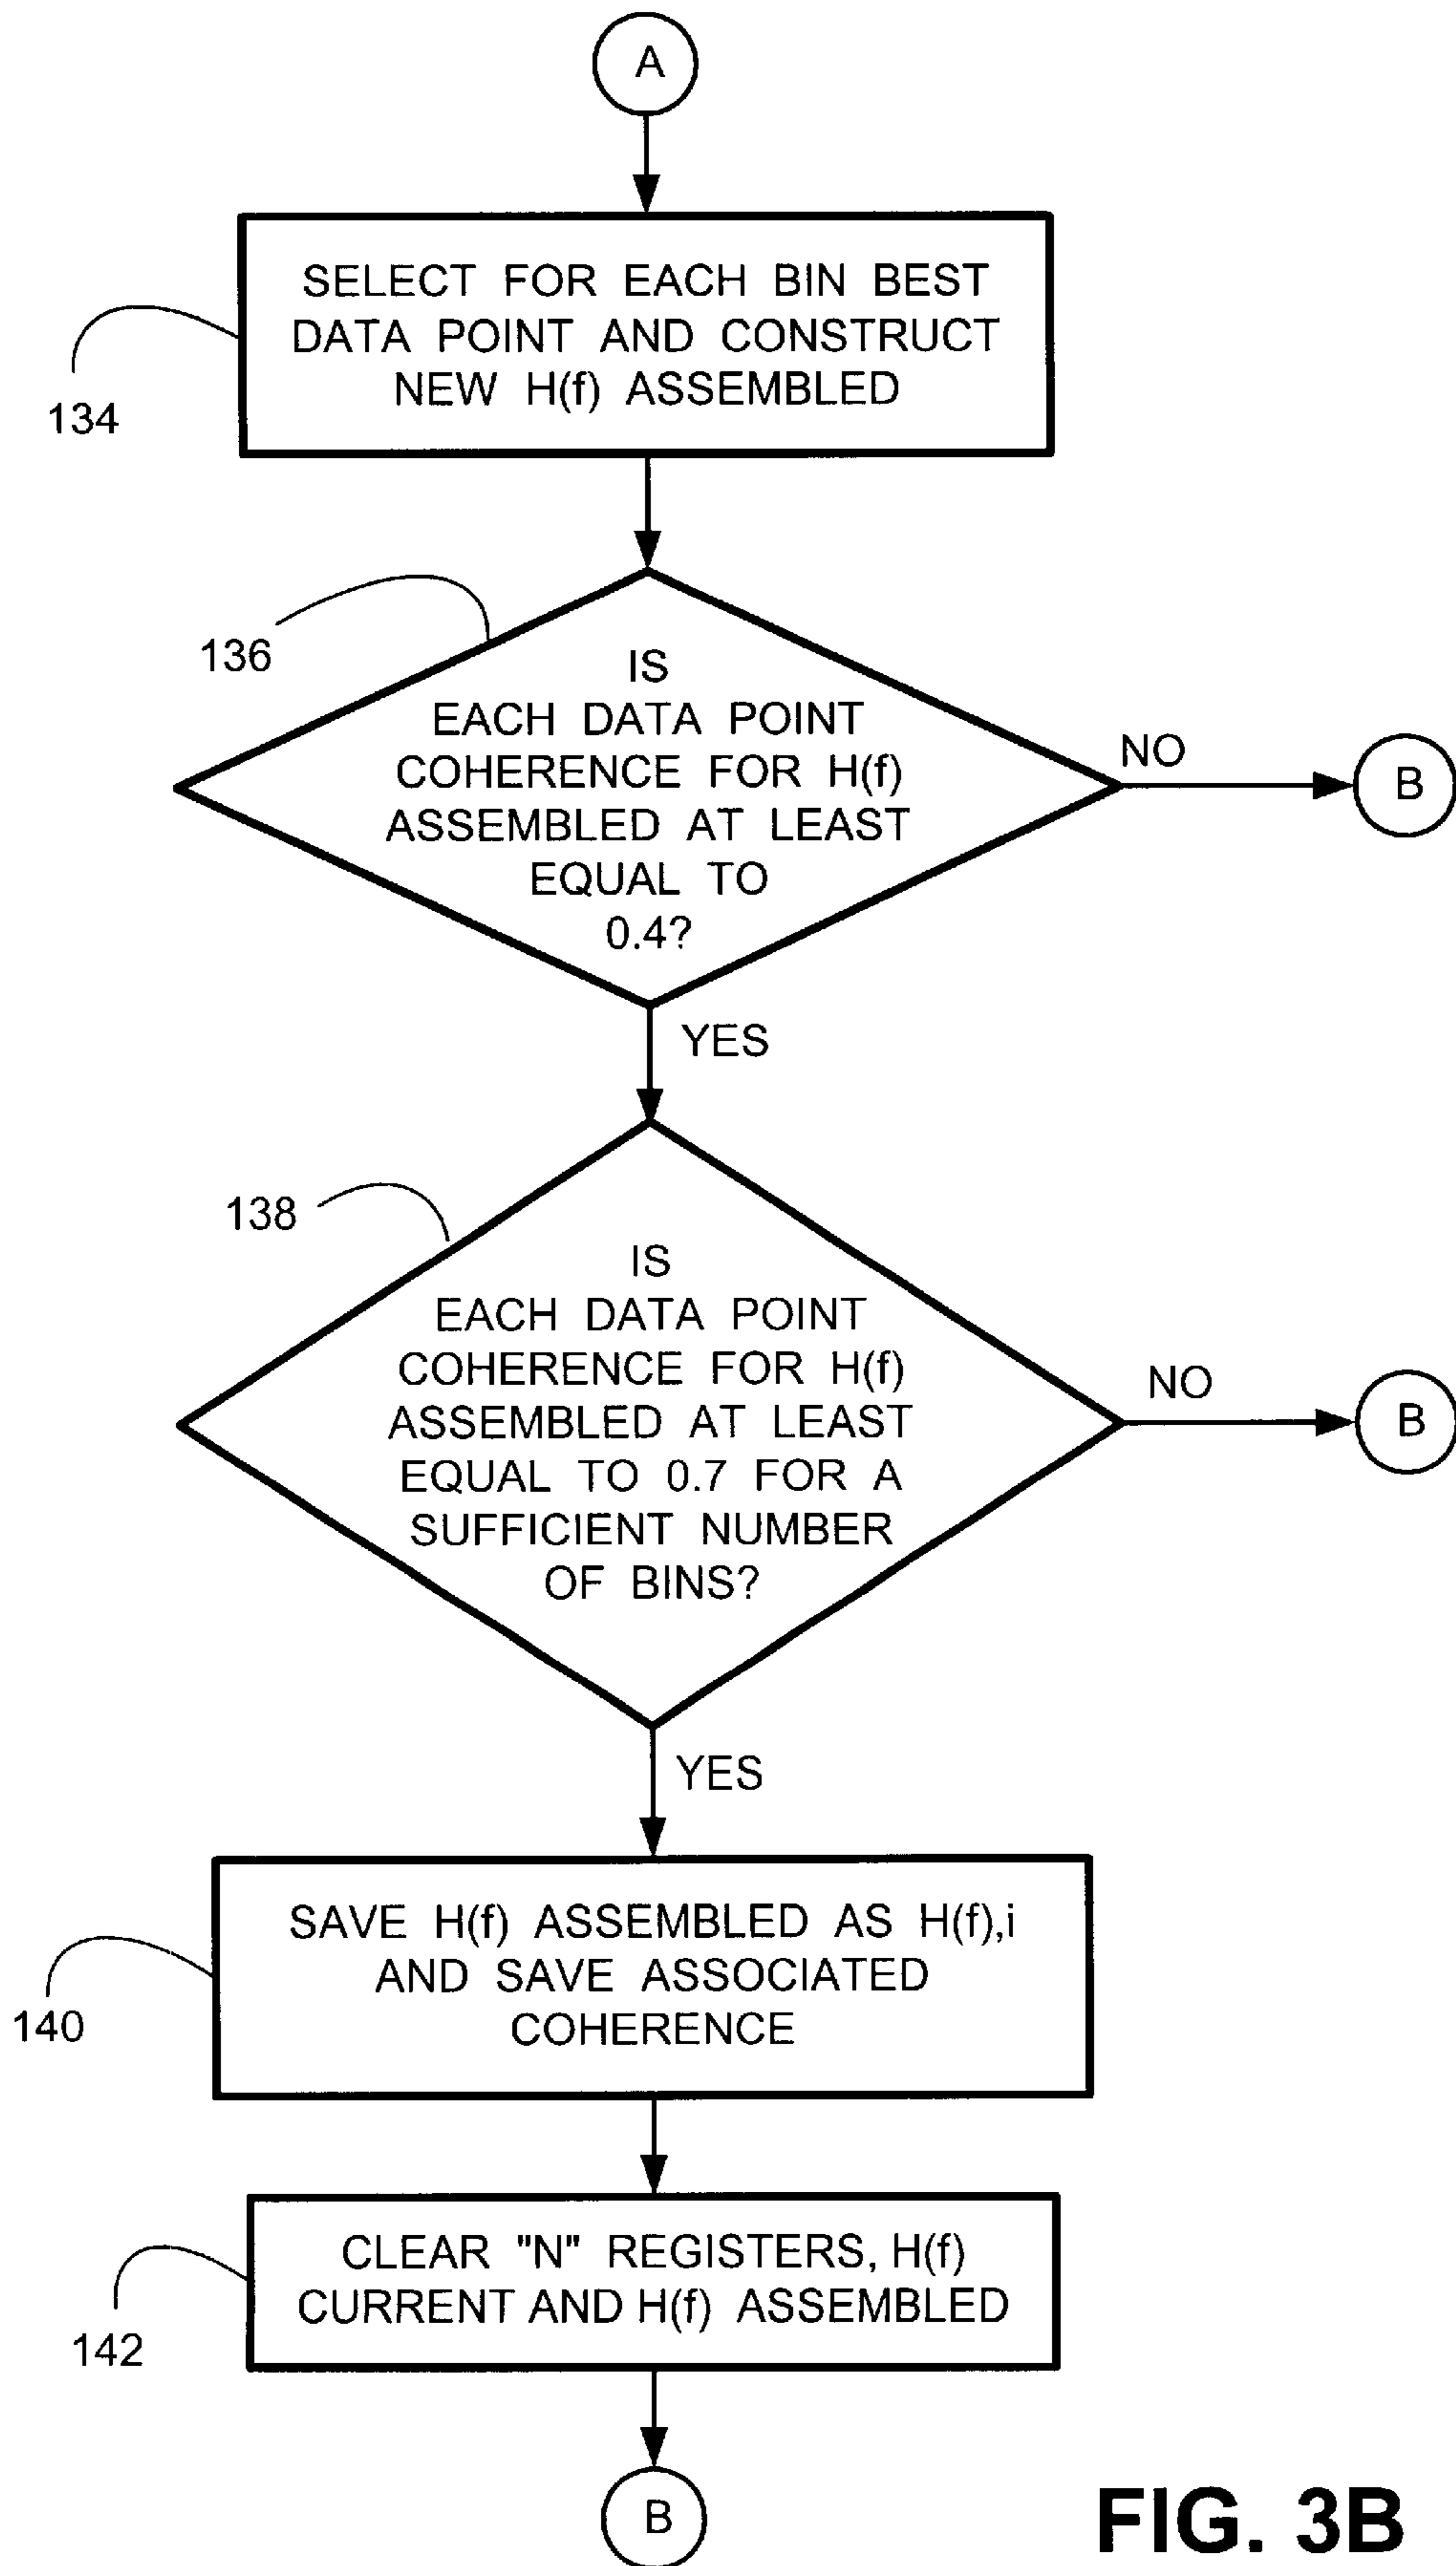 A
SELECT FOR EACH BIN BEST
DATA POINT AND CONSTRUCT
NEW H(f) ASSEMBLED
134
136
IS
EACH DATA POINT
COHERENCE FOR H(f)
ASSEMBLED AT LEAST
EQUAL TO
0.4?
NO
B
YES
138
IS
EACH DATA POINT
COHERENCE FOR H(f)
ASSEMBLED AT LEAST
EQUAL TO 0.7 FOR A
SUFFICIENT NUMBER
OF BINS?
NO
B
YES
SAVE H(f) ASSEMBLED AS H(f),i
AND SAVE ASSOCIATED
COHERENCE
140
CLEAR "N" REGISTERS, H(f)
CURRENT AND H(f) ASSEMBLED
142
B
FIG. 3B